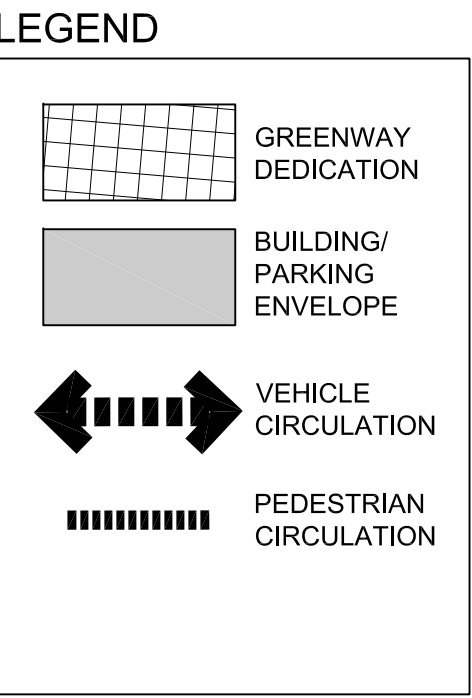 LEGEND
GREENWAY
DEDICATION
BUILDING/
PARKING
ENVELOPE
VEHICLE
CIRCULATION
PEDESTRIAN
CIRCULATION